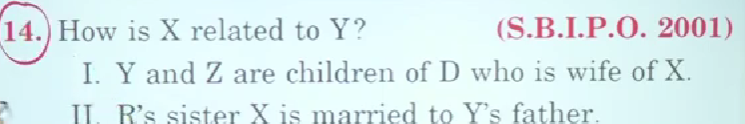 14. How is X related to Y? (S.B.I.P.O. 2001)
I. Y and Z are children of D who is wife of X.
II. R's sister X is married to Y's father.